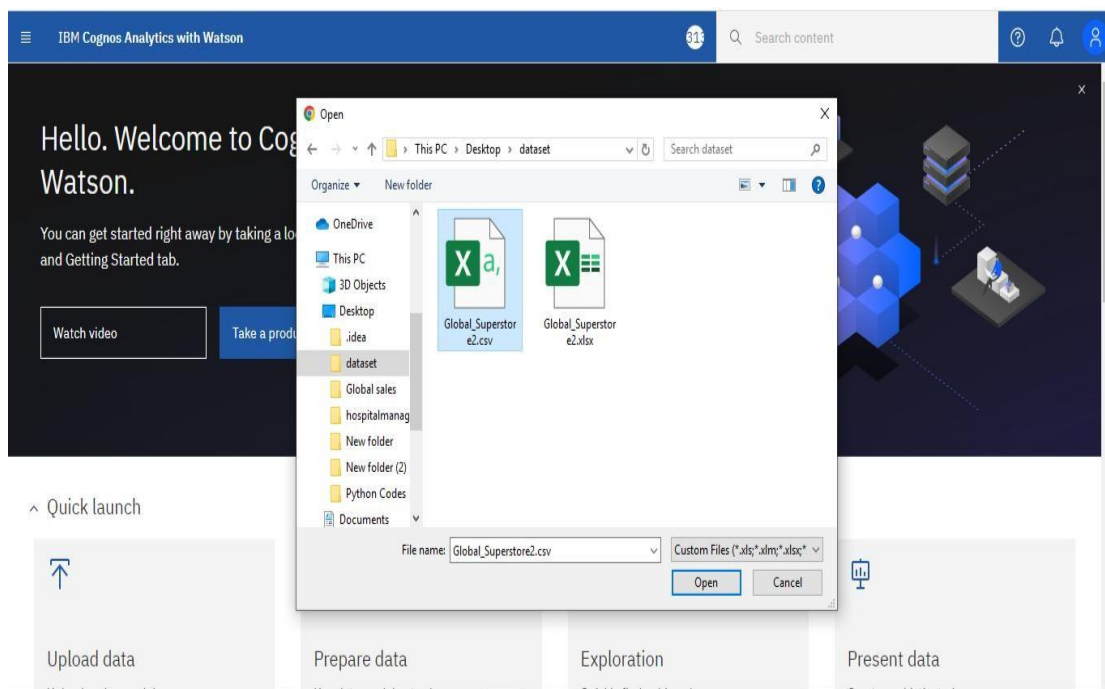 IBM Cognos Analytics with Watson
Search content
Hello. Welcome to Cog
Watson.
You can get started right away by taking a lo
and Getting Started tab.
Watch video
Take a produ
x
Open
X
This PC > Desktop > dataset
Search dataset
Organize
New folder
OneDrive
This PC
3D Objects
Desktop
.idea
dataset
Global sales
hospitalmanag
New folder
New folder (2)
Python Codes
Documents
Global_Superstor
e2.csv
Global_Superstor
e2.xlsx
File name: Global_Superstore2.csv
Custom Files (*.xls;*.xlm;*.xlsx;*
Open
Cancel
Quick launch
Upload data
Prepare data
Exploration
Present data